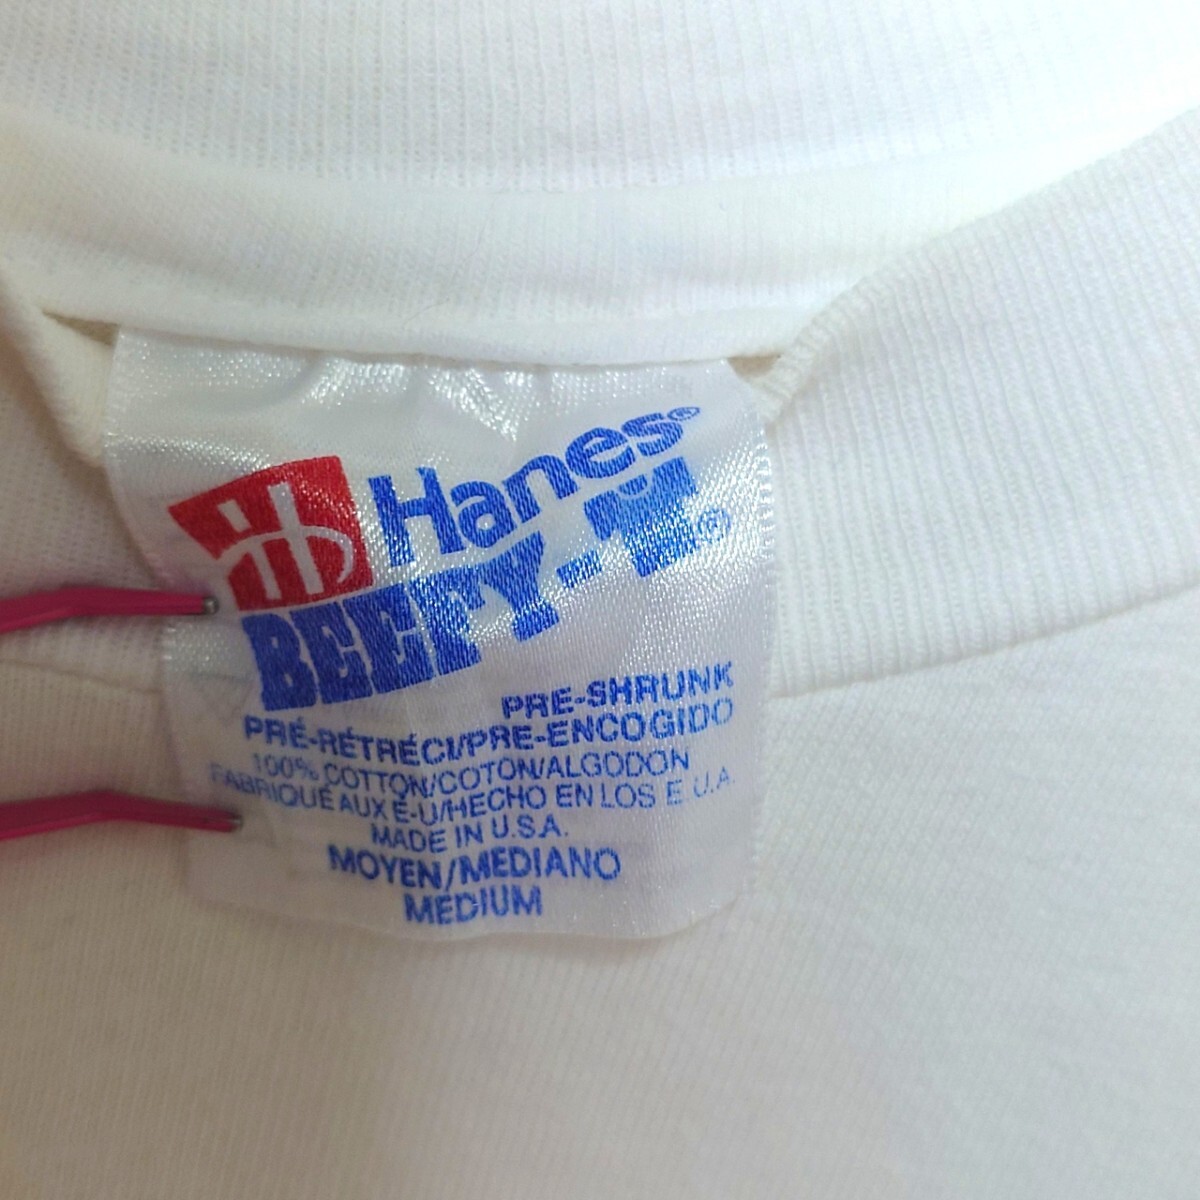 Hanes®
BEEFY-T®
PRE-SHRUNK
PRÉ-RÉTRÉCI/PRE-ENCOGIDO
100% COTTON/COTON/ALGODON
FABRIQUÉ AUX É-U/HECHO EN LOS E.U.A.
MADE IN U.S.A.
MOYEN/MEDIANO
MEDIUM